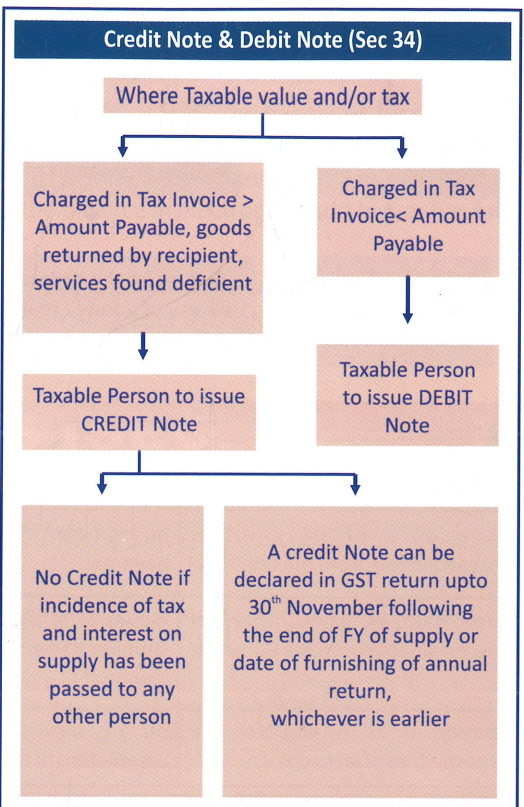 Credit Note & Debit Note (Sec 34)
Where Taxable value and/or tax
Charged in Tax Invoice >
Amount Payable, goods
returned by recipient,
services found deficient
Charged in Tax
Invoice< Amount
Payable
Taxable Person to issue
CREDIT Note
Taxable Person
to issue DEBIT
Note
No Credit Note if
incidence of tax
and interest on
supply has been
passed to any
other person
A credit Note can be
declared in GST return upto
30th November following
the end of FY of supply or
date of furnishing of annual
return,
whichever is earlier